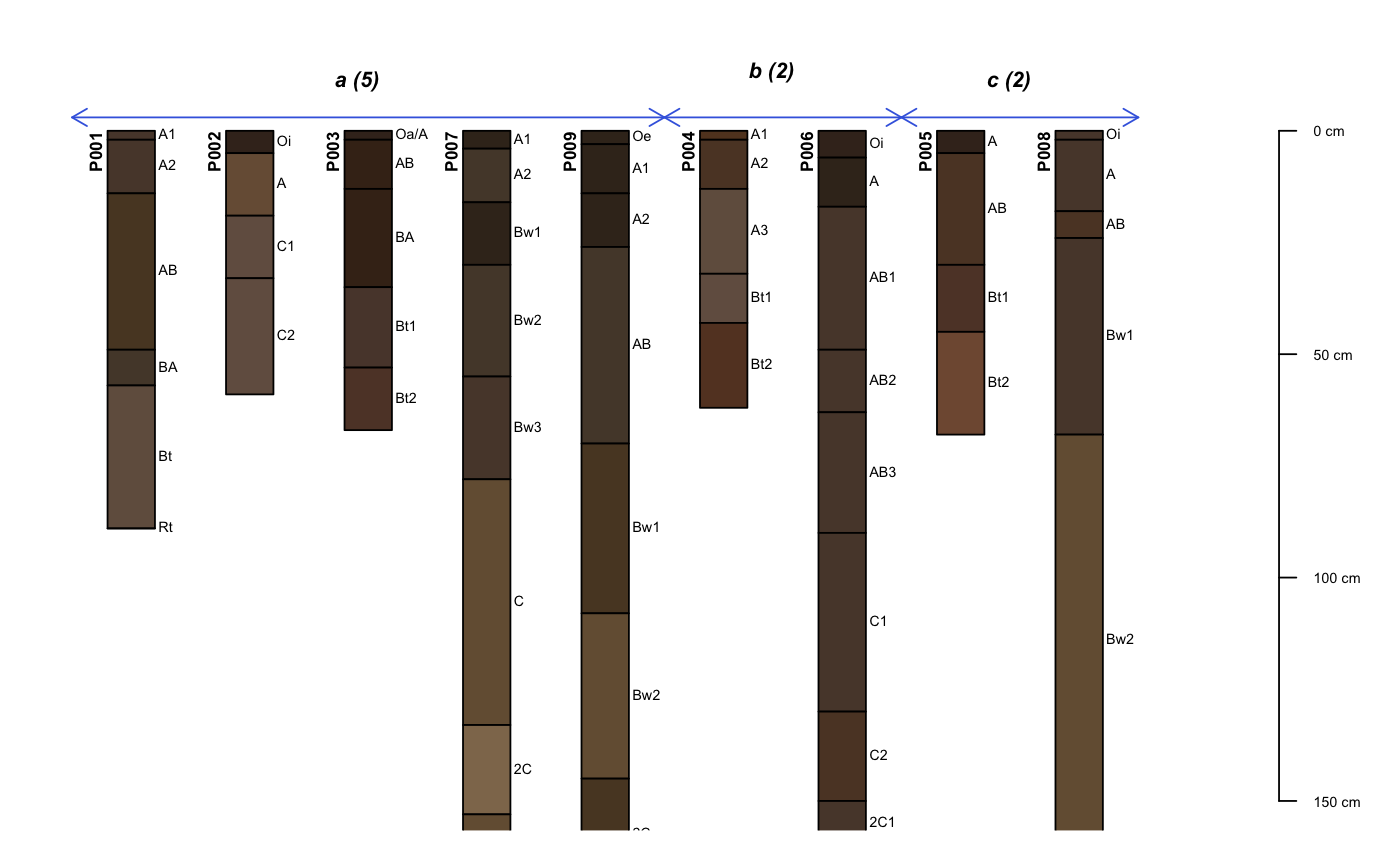 a (5)
b (2)
c (2)
P001
A1
A2
AB
BA
Bt
Rt
P002
Oi
A
C1
C2
P003
Oa/A
AB
BA
Bt1
Bt2
P007
A1
A2
Bw1
Bw2
Bw3
C
2C
P009
Oe
A1
A2
AB
Bw1
Bw2
P004
A1
A2
A3
Bt1
Bt2
P006
Oi
A
AB1
AB2
AB3
C1
C2
2C1
P005
A
AB
Bt1
Bt2
P008
Oi
A
AB
Bw1
Bw2
0 cm
50 cm
100 cm
150 cm